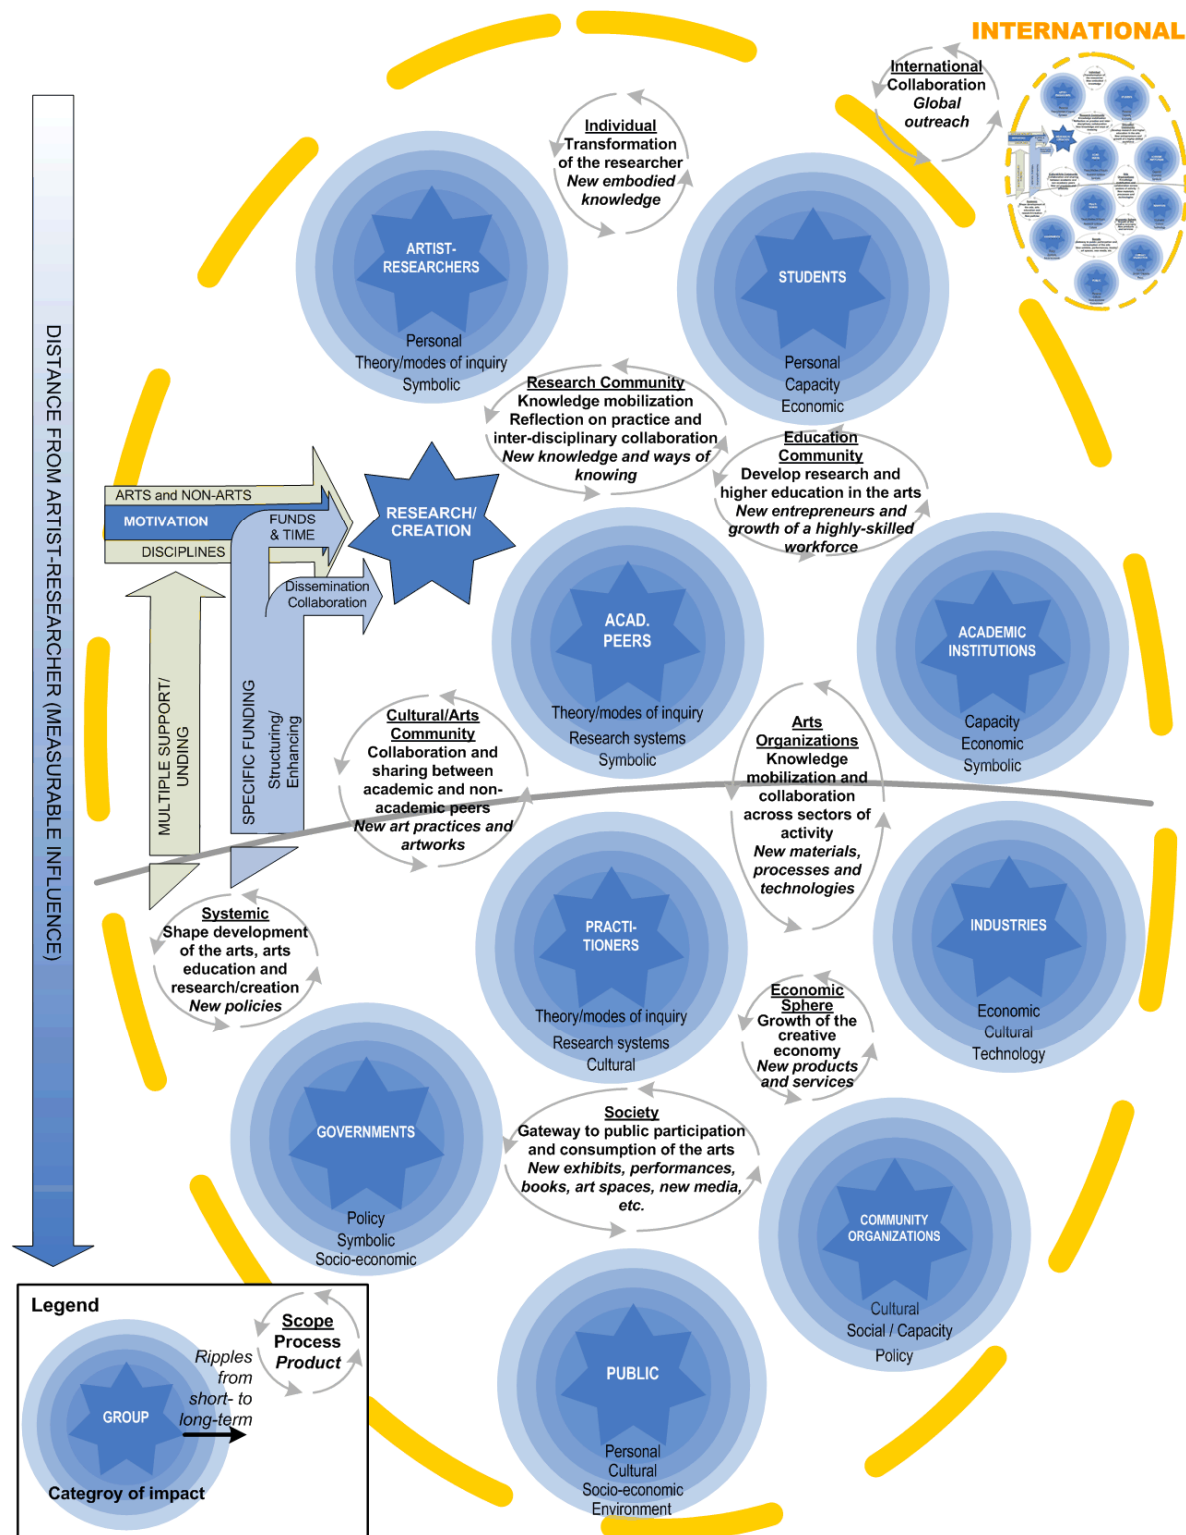 INTERNATIONAL
International
Collaboration
Global
outreach
Individual
Transformation
of the researcher
New embodied
knowledge
ARTIST-
RESEARCHERS
Personal
Theory/modes of inquiry
Symbolic
STUDENTS
Personal
Capacity
Economic
DISTANCE FROM ARTIST-RESEARCHER (MEASURABLE INFLUENCE)
Research Community
Knowledge mobilization
Reflection on practice and
inter-disciplinary collaboration
New knowledge and ways of
knowing
Education
Community
Develop research and
higher education in the arts
New entrepreneurs and
growth of a highly-skilled
workforce
ARTS and NON-ARTS
MOTIVATION
DISCIPLINES
FUNDS
& TIME
Dissemination
Collaboration
RESEARCH/
CREATION
MULTIPLE SUPPORT/
UNDING
SPECIFIC FUNDING
Structuring/
Enhancing
ACAD.
PEERS
Theory/modes of inquiry
Research systems
Symbolic
ACADEMIC
INSTITUTIONS
Capacity
Economic
Symbolic
Cultural/Arts
Community
Collaboration and
sharing between
academic and non-
academic peers
New art practices and
artworks
Arts
Organizations
Knowledge
mobilization and
collaboration
across sectors of
activity
New materials,
processes and
technologies
Systemic
Shape development
of the arts, arts
education and
research/creation
New policies
PRACTI-
TIONERS
Theory/modes of inquiry
Research systems
Cultural
INDUSTRIES
Economic
Cultural
Technology
Economic
Sphere
Growth of the
creative
economy
New products
and services
GOVERNMENTS
Policy
Symbolic
Socio-economic
Society
Gateway to public participation
and consumption of the arts
New exhibits, performances,
books, art spaces, new media,
etc.
COMMUNITY
ORGANIZATIONS
Cultural
Social / Capacity
Policy
PUBLIC
Personal
Cultural
Socio-economic
Environment
Legend
Scope
Process
Product
Ripples
from
short- to
long-term
GROUP
Categroy of impact